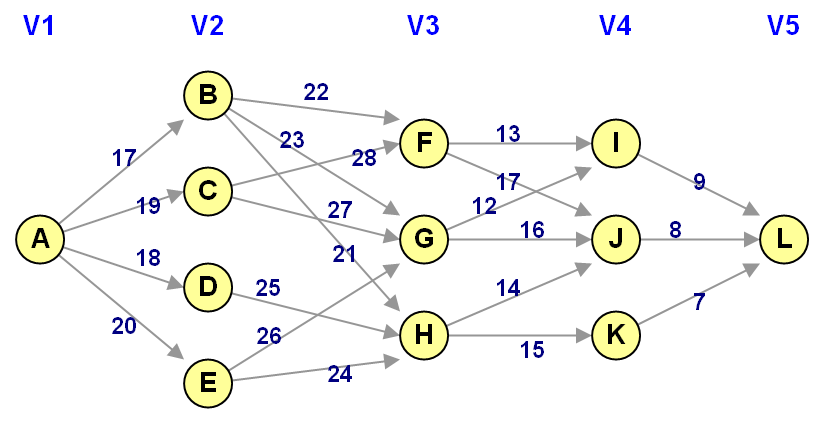 V1 V2 V3 V4 V5
B 22
23 F 13 I
17 28
C 17 9
19 27 12
A G 16 J 8 L
18 21
D 25 14
20 26 7
H 15 K
E 24